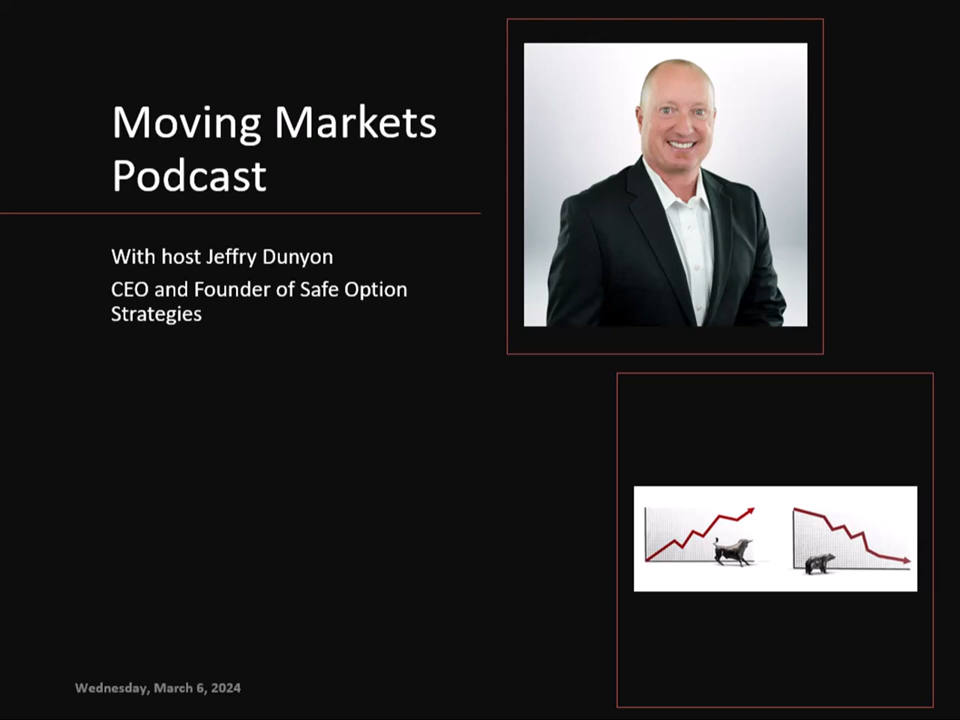 Moving Markets
Podcast
With host Jeffry Dunyon
CEO and Founder of Safe Option
Strategies
Wednesday, March 6, 2024